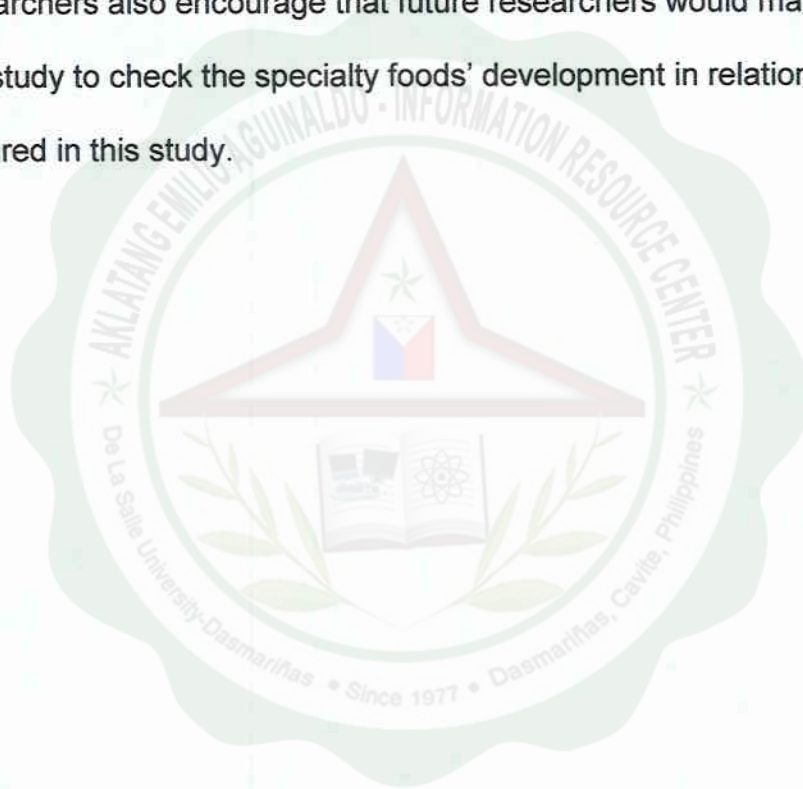 archers also encourage that future researchers would ma
study to check the specialty foods' development in relation
red in this study.
AKLATANG EMILIO AGUINALDO - INFORMATION RESOURCE CENTER
De La Salle University-Dasmariñas • Since 1977 • Dasmariñas, Cavite, Philippines